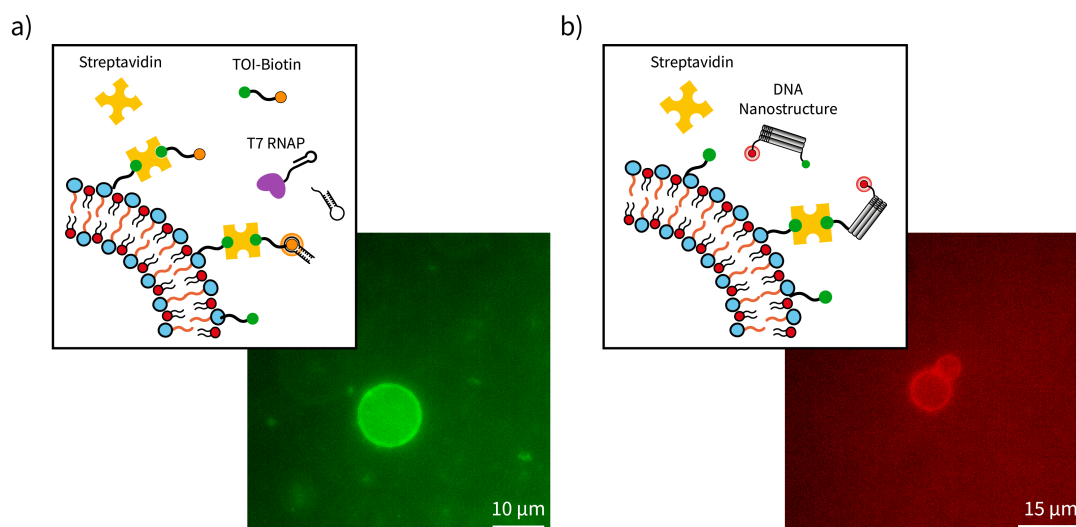 a)
Streptavidin
TOI-Biotin
T7 RNAP
10 µm
b)
Streptavidin
DNA
Nanostructure
15 µm